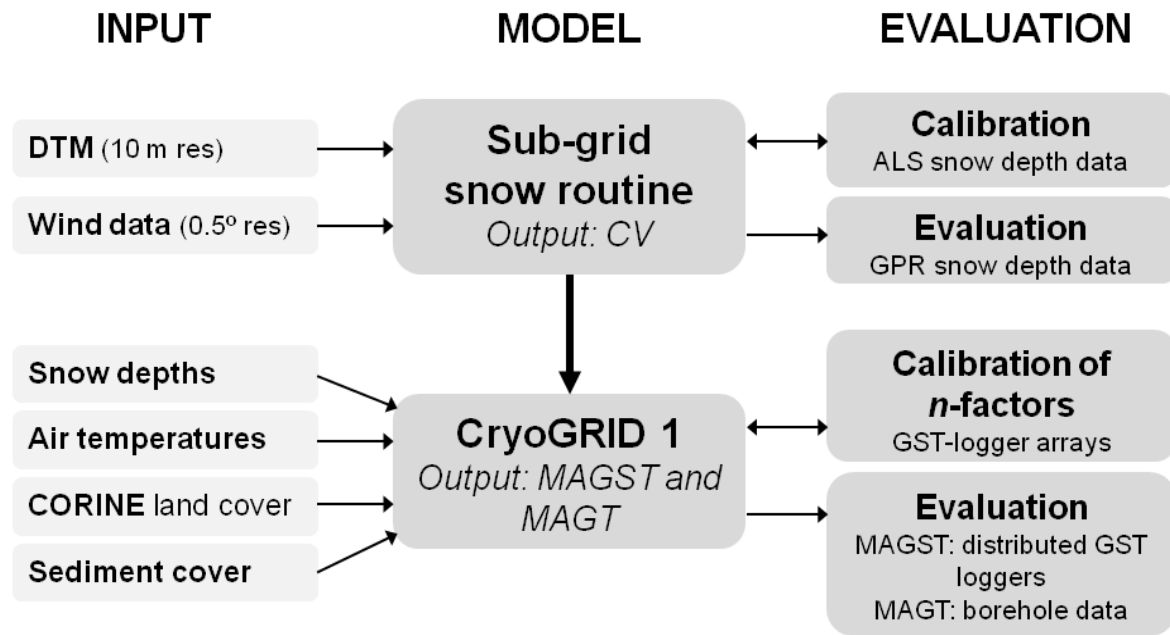 INPUT
MODEL
EVALUATION
DTM (10 m res)
Wind data (0.5º res)
Sub-grid
snow routine
Output: CV
Calibration
ALS snow depth data
Evaluation
GPR snow depth data
Snow depths
Air temperatures
CORINE land cover
Sediment cover
CryoGRID 1
Output: MAGST and
MAGT
Calibration of
n-factors
GST-logger arrays
Evaluation
MAGST: distributed GST
loggers
MAGT: borehole data